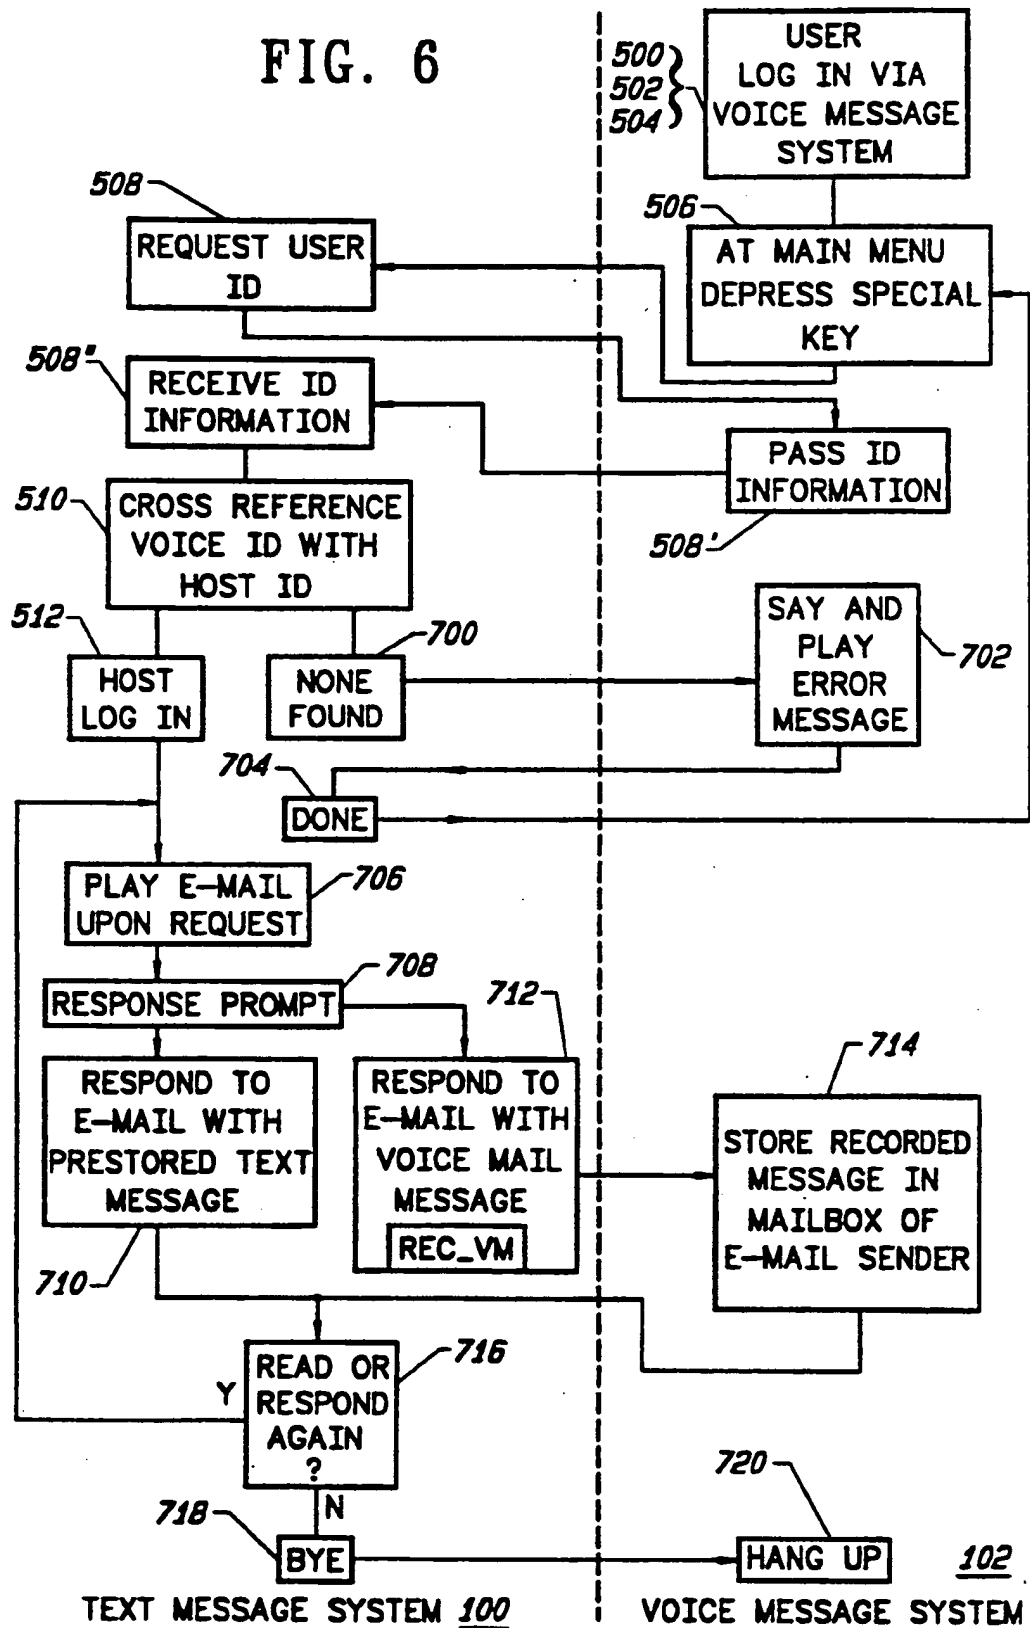 FIG. 6
500
502
504
USER
LOG IN VIA
VOICE MESSAGE
SYSTEM
506
AT MAIN MENU
DEPRESS SPECIAL
KEY
508
REQUEST USER
ID
508"
RECEIVE ID
INFORMATION
PASS ID
INFORMATION
508'
510
CROSS REFERENCE
VOICE ID WITH
HOST ID
512
HOST
LOG IN
700
NONE
FOUND
SAY AND
PLAY
ERROR
MESSAGE
702
704
DONE
PLAY E-MAIL
UPON REQUEST
706
708
RESPONSE PROMPT
RESPOND TO
E-MAIL WITH
PRESTORED TEXT
MESSAGE
710
712
RESPOND TO
E-MAIL WITH
VOICE MAIL
MESSAGE
REC_VM
714
STORE RECORDED
MESSAGE IN
MAILBOX OF
E-MAIL SENDER
716
READ OR
RESPOND
AGAIN
?
Y
N
718
BYE
720
HANG UP
102
TEXT MESSAGE SYSTEM 100
VOICE MESSAGE SYSTEM